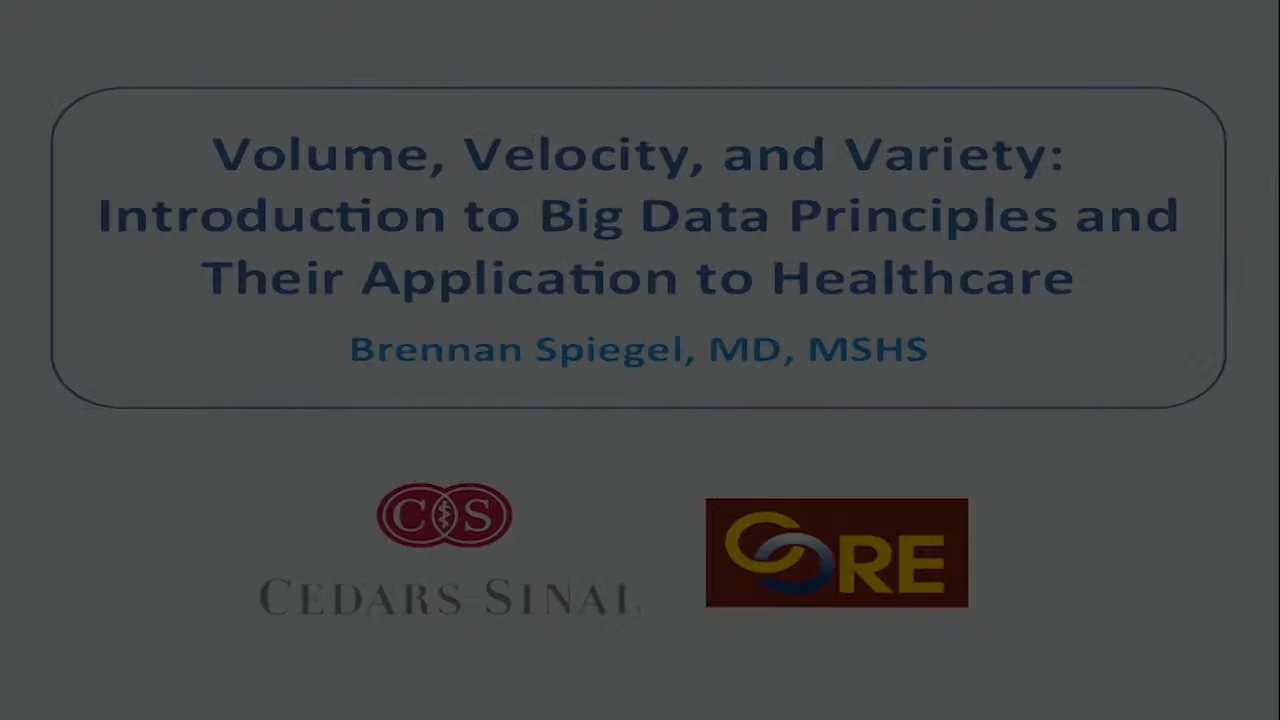 Volume, Velocity, and Variety:
Introduction to Big Data Principles and
Their Application to Healthcare
Brennan Spiegel, MD, MSHS
CS
CEDARS-SINAI
CORE